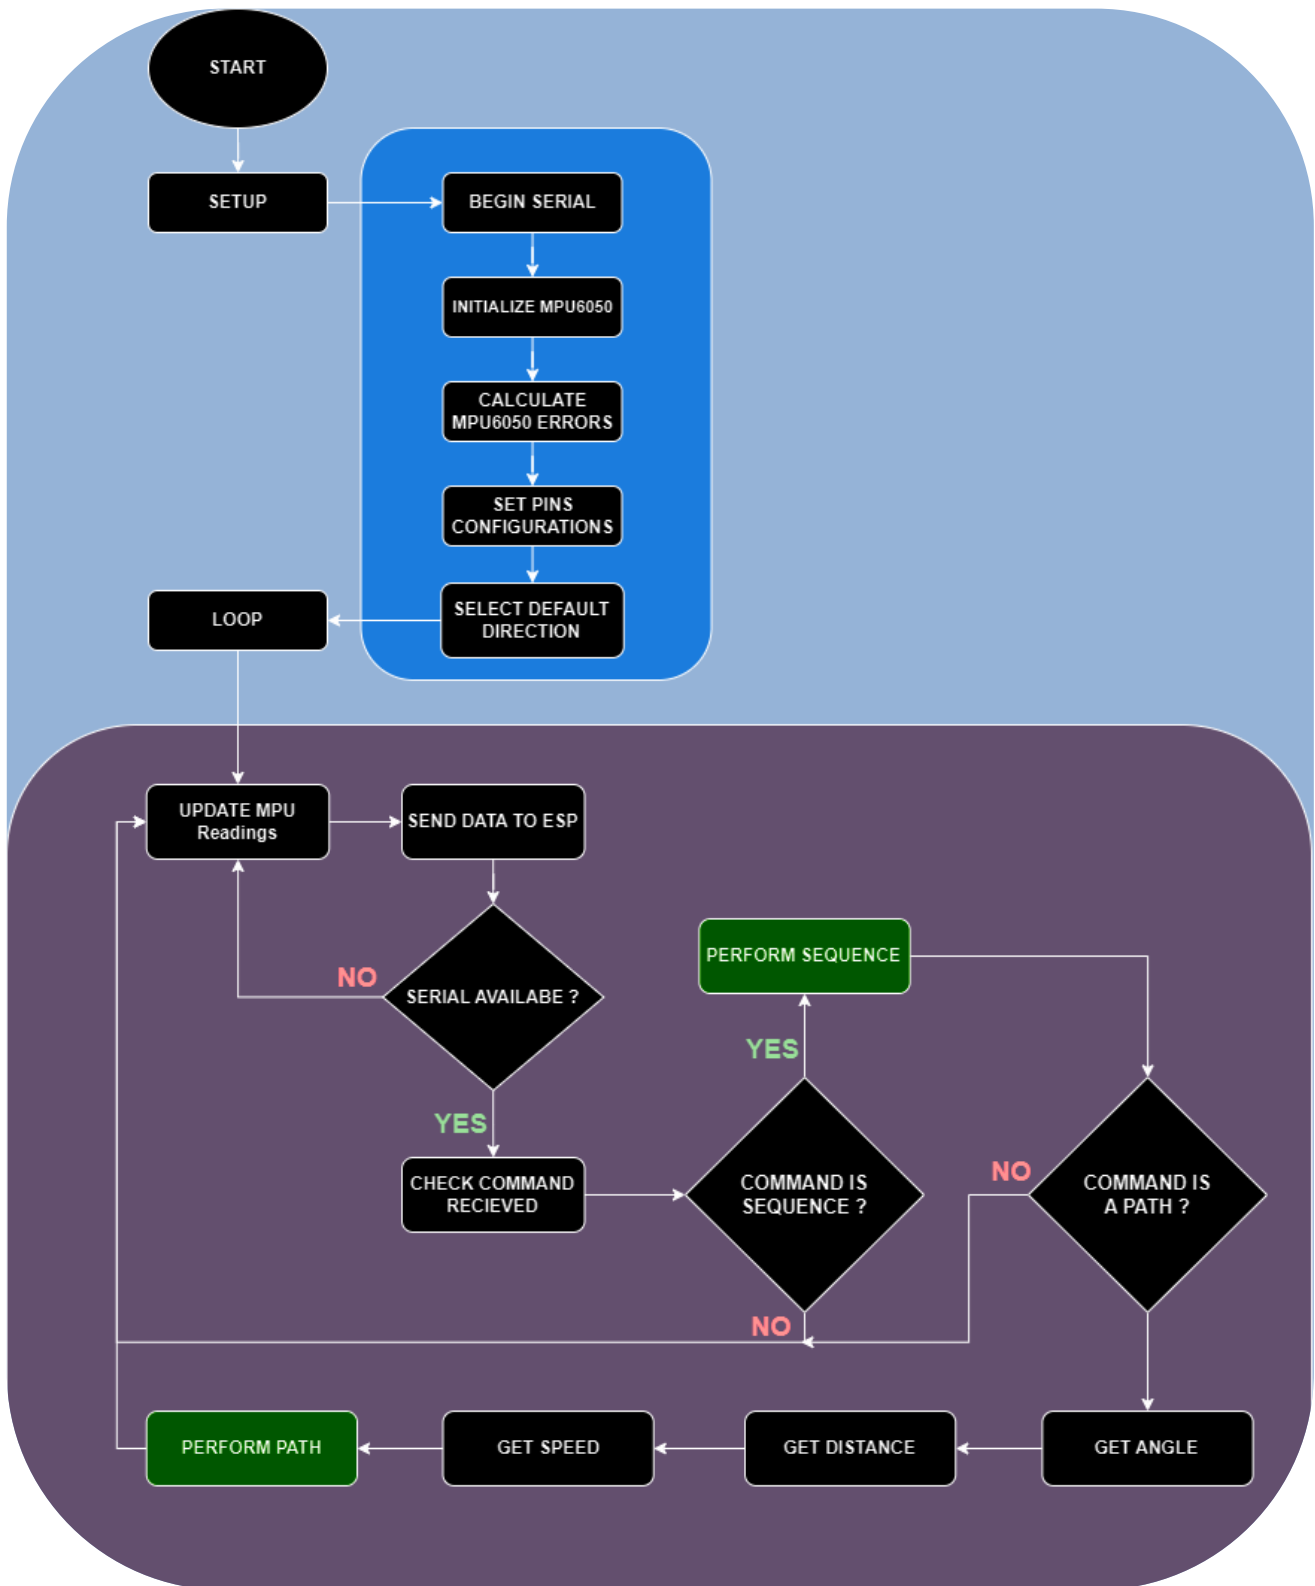 START
SETUP
BEGIN SERIAL
INITIALIZE MPU6050
CALCULATE
MPU6050 ERRORS
SET PINS
CONFIGURATIONS
SELECT DEFAULT
DIRECTION
LOOP
UPDATE MPU
Readings
SEND DATA TO ESP
SERIAL AVAILABE ?
NO
YES
CHECK COMMAND
RECIEVED
COMMAND IS
SEQUENCE ?
YES
NO
PERFORM SEQUENCE
COMMAND IS
A PATH ?
NO
GET ANGLE
GET DISTANCE
GET SPEED
PERFORM PATH